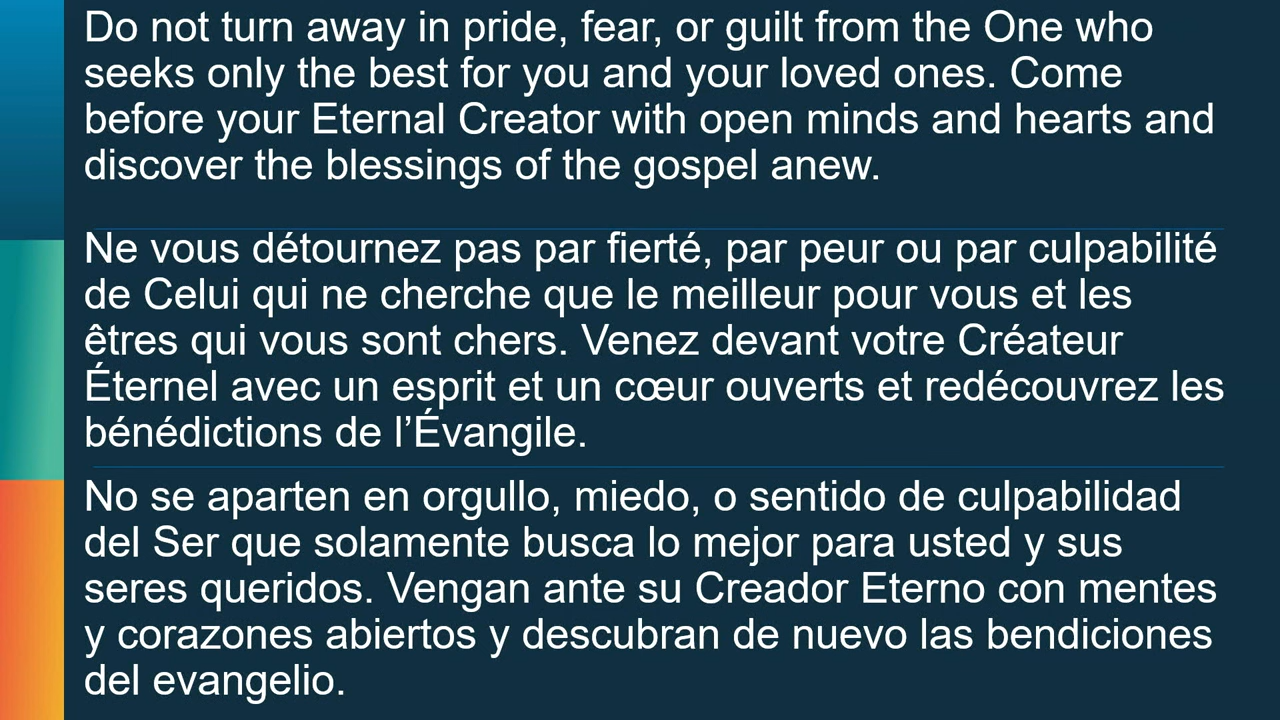 Do not turn away in pride, fear, or guilt from the One who
seeks only the best for you and your loved ones. Come
before your Eternal Creator with open minds and hearts and
discover the blessings of the gospel anew.
Ne vous détournez pas par fierté, par peur ou par culpabilité
de Celui qui ne cherche que le meilleur pour vous et les
êtres qui vous sont chers. Venez devant votre Créateur
Éternel avec un esprit et un cœur ouverts et redécouvrez les
bénédictions de l’Évangile.
No se aparten en orgullo, miedo, o sentido de culpabilidad
del Ser que solamente busca lo mejor para usted y sus
seres queridos. Vengan ante su Creador Eterno con mentes
y corazones abiertos y descubran de nuevo las bendiciones
del evangelio.